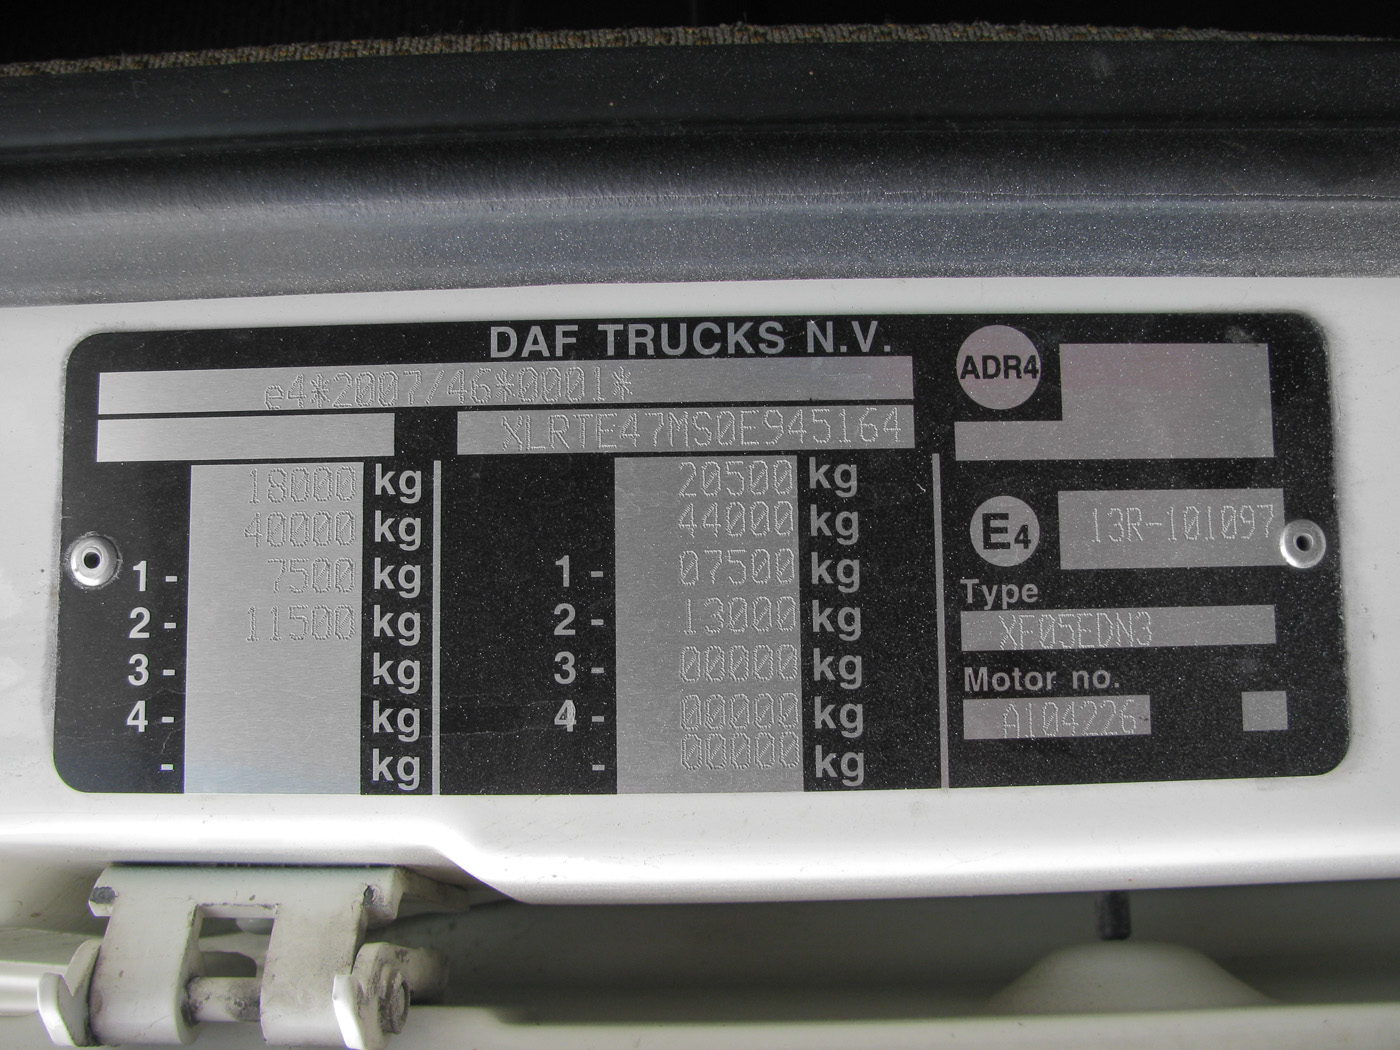 DAF TRUCKS N.V.
e4*2007/46*0001*
XLRTE47MS0E945164
18000 kg
40000 kg
1- 7500 kg
2- 11500 kg
3- kg
4- kg
- kg
20500 kg
44000 kg
1- 07500 kg
2- 13000 kg
3- 00000 kg
4- 00000 kg
- 00000 kg
ADR4
E4 13R-101097
Type
XF05EDN3
Motor no.
A104226